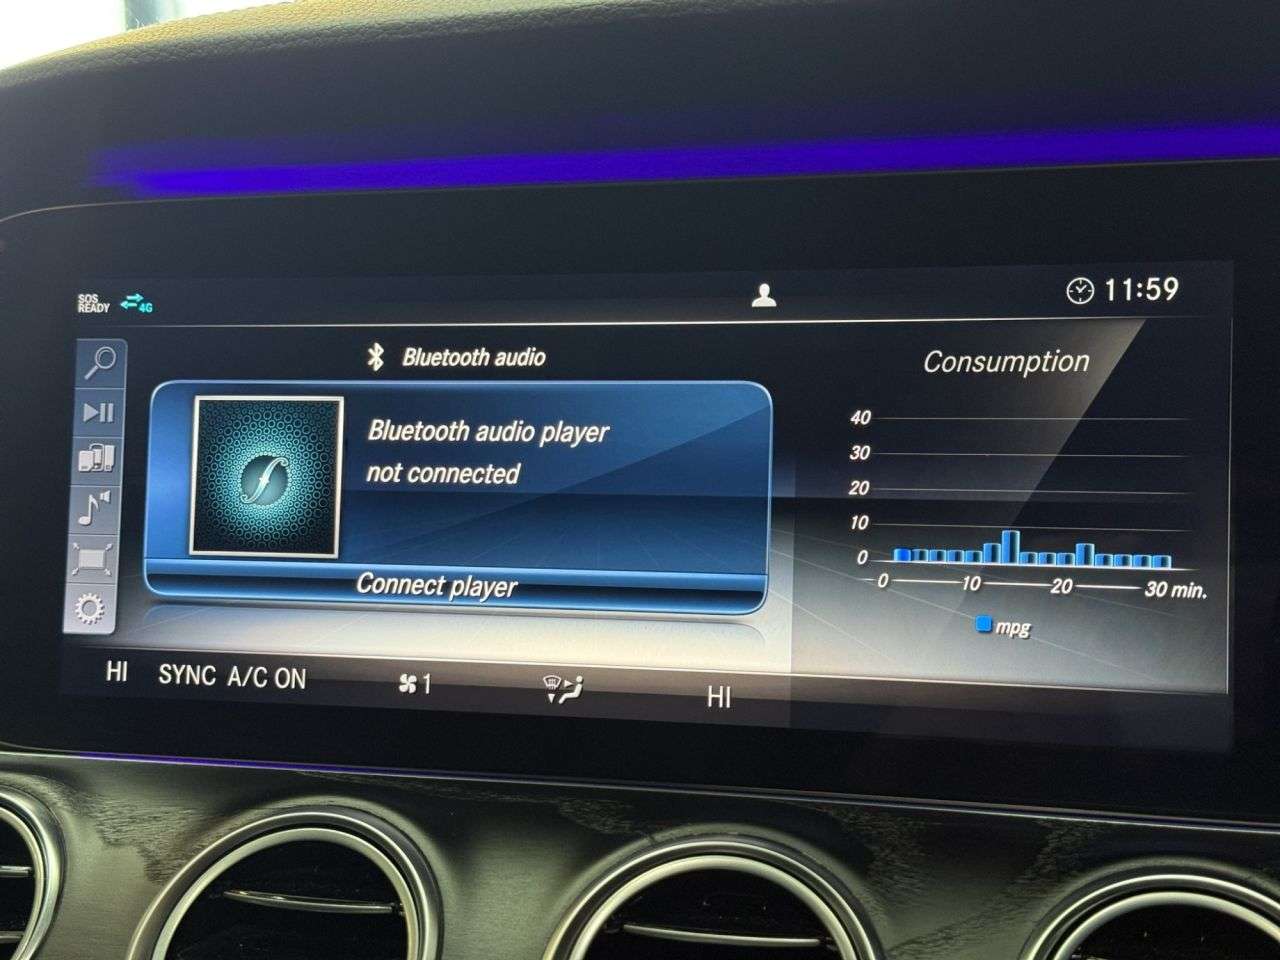 SOS
READY
4G
11:59
Bluetooth audio
Consumption
Bluetooth audio player
not connected
Connect player
40
30
20
10
0
0 10 20 30 min.
mpg
HI SYNC A/C ON 1 HI